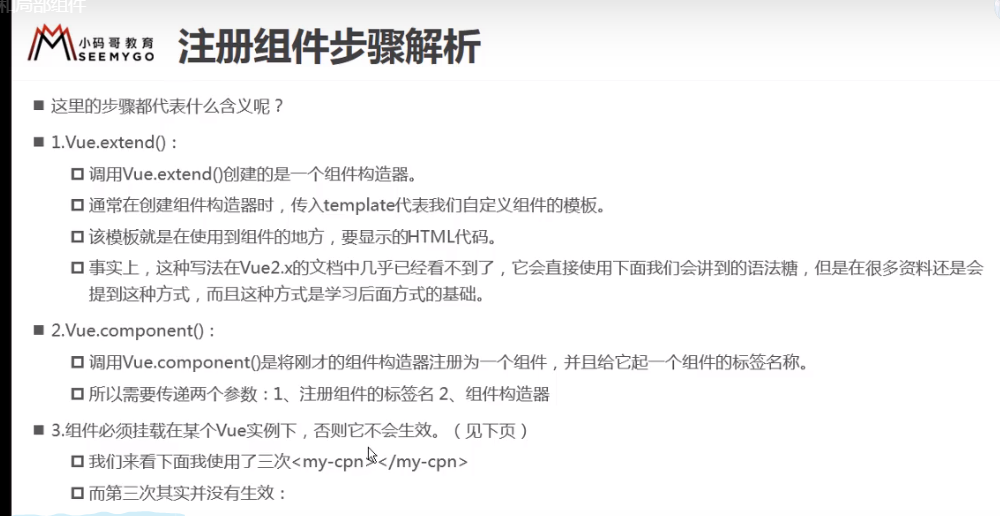 和局部组件
小码哥教育
SEEMYGO
注册组件步骤解析
这里的步骤都代表什么含义呢？
1.Vue.extend()：
调用Vue.extend()创建的是一个组件构造器。
通常在创建组件构造器时，传入template代表我们自定义组件的模板。
该模板就是在使用到组件的地方，要显示的HTML代码。
事实上，这种写法在Vue2.x的文档中几乎已经看不到了，它会直接使用下面我们会讲到的语法糖，但是在很多资料还是会
提到这种方式，而且这种方式是学习后面方式的基础。
2.Vue.component()：
调用Vue.component()是将刚才的组件构造器注册为一个组件，并且给它起一个组件的标签名称。
所以需要传递两个参数：1、注册组件的标签名 2、组件构造器
3.组件必须挂载在某个Vue实例下，否则它不会生效。（见下页）
我们来看下面我使用了三次<my-cpn></my-cpn>
而第三次其实并没有生效：